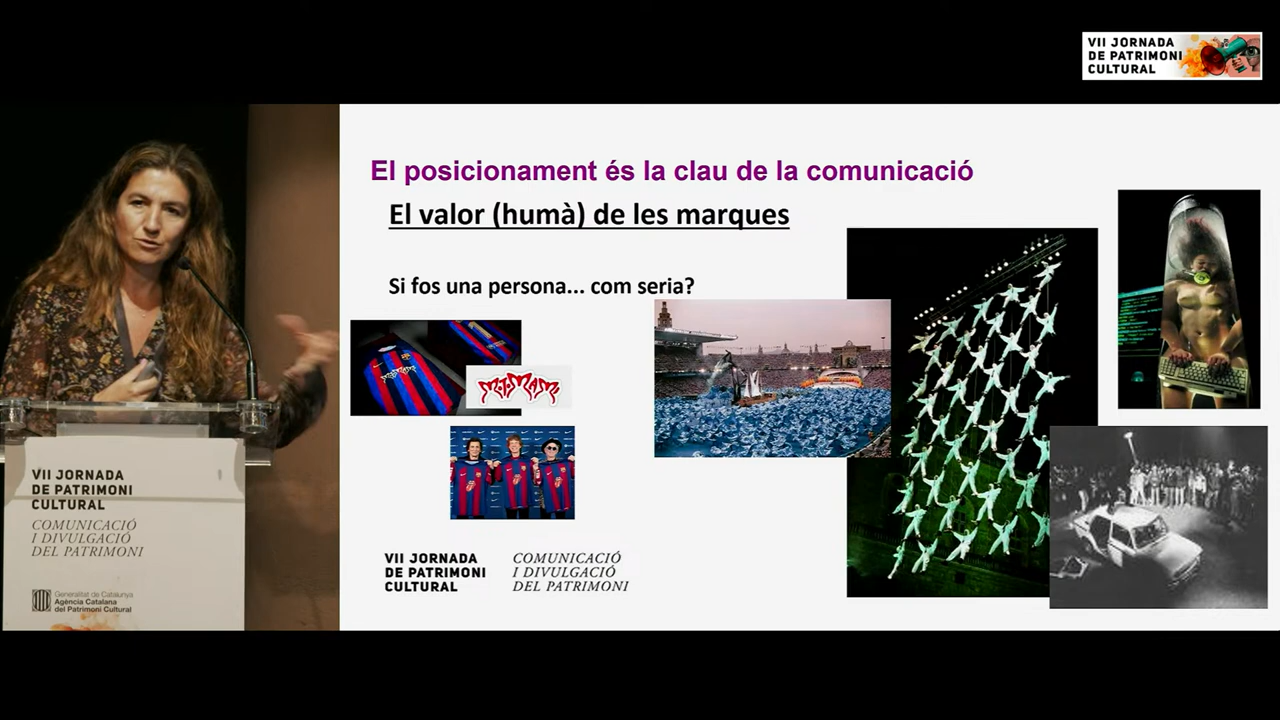 VII JORNADA
DE PATRIMONI
CULTURAL
El posicionament és la clau de la comunicació
El valor (humà) de les marques
Si fos una persona... com seria?
MOTOMAMI
VII JORNADA
DE PATRIMONI
CULTURAL
COMUNICACIÓ
I DIVULGACIÓ
DEL PATRIMONI
VII JORNADA
DE PATRIMONI
CULTURAL
COMUNICACIÓ
I DIVULGACIÓ
DEL PATRIMONI
Generalitat de Catalunya
Agència Catalana
del Patrimoni Cultural